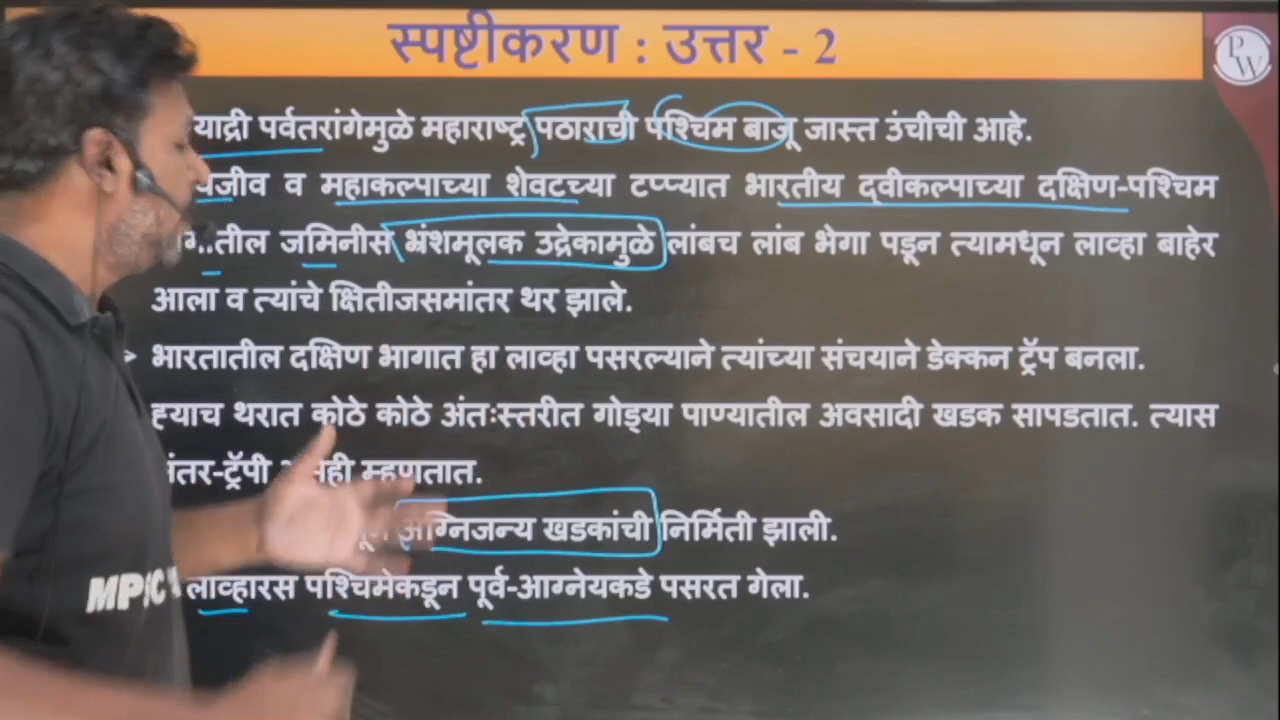 स्पष्टीकरण : उत्तर - 2
PW
याद्री पर्वतरांगेमुळे महाराष्ट्र पठाराची पश्चिम बाजू जास्त उंचीची आहे.
जीव व महाकल्पाच्या शेवटच्या टप्प्यात भारतीय द्वीकल्पाच्या दक्षिण-पश्चिम
तील जमिनीस भ्रंशमूलक उद्रेकामुळे लांबच लांब भेगा पडून त्यामधून लाव्हा बाहेर
आला व त्यांचे क्षितीजसमांतर थर झाले.
➤ भारतातील दक्षिण भागात हा लाव्हा पसरल्याने त्यांच्या संचयाने डेक्कन ट्रॅप बनला.
ह्याच थरात कोठे कोठे अंतःस्तरीत गोड्या पाण्यातील अवसादी खडक सापडतात. त्यास
अंतर-ट्रॅपी म्हणतात.
अग्निजन्य खडकांची निर्मिती झाली.
लाव्हारस पश्चिमेकडून पूर्व-आग्नेयकडे पसरत गेला.